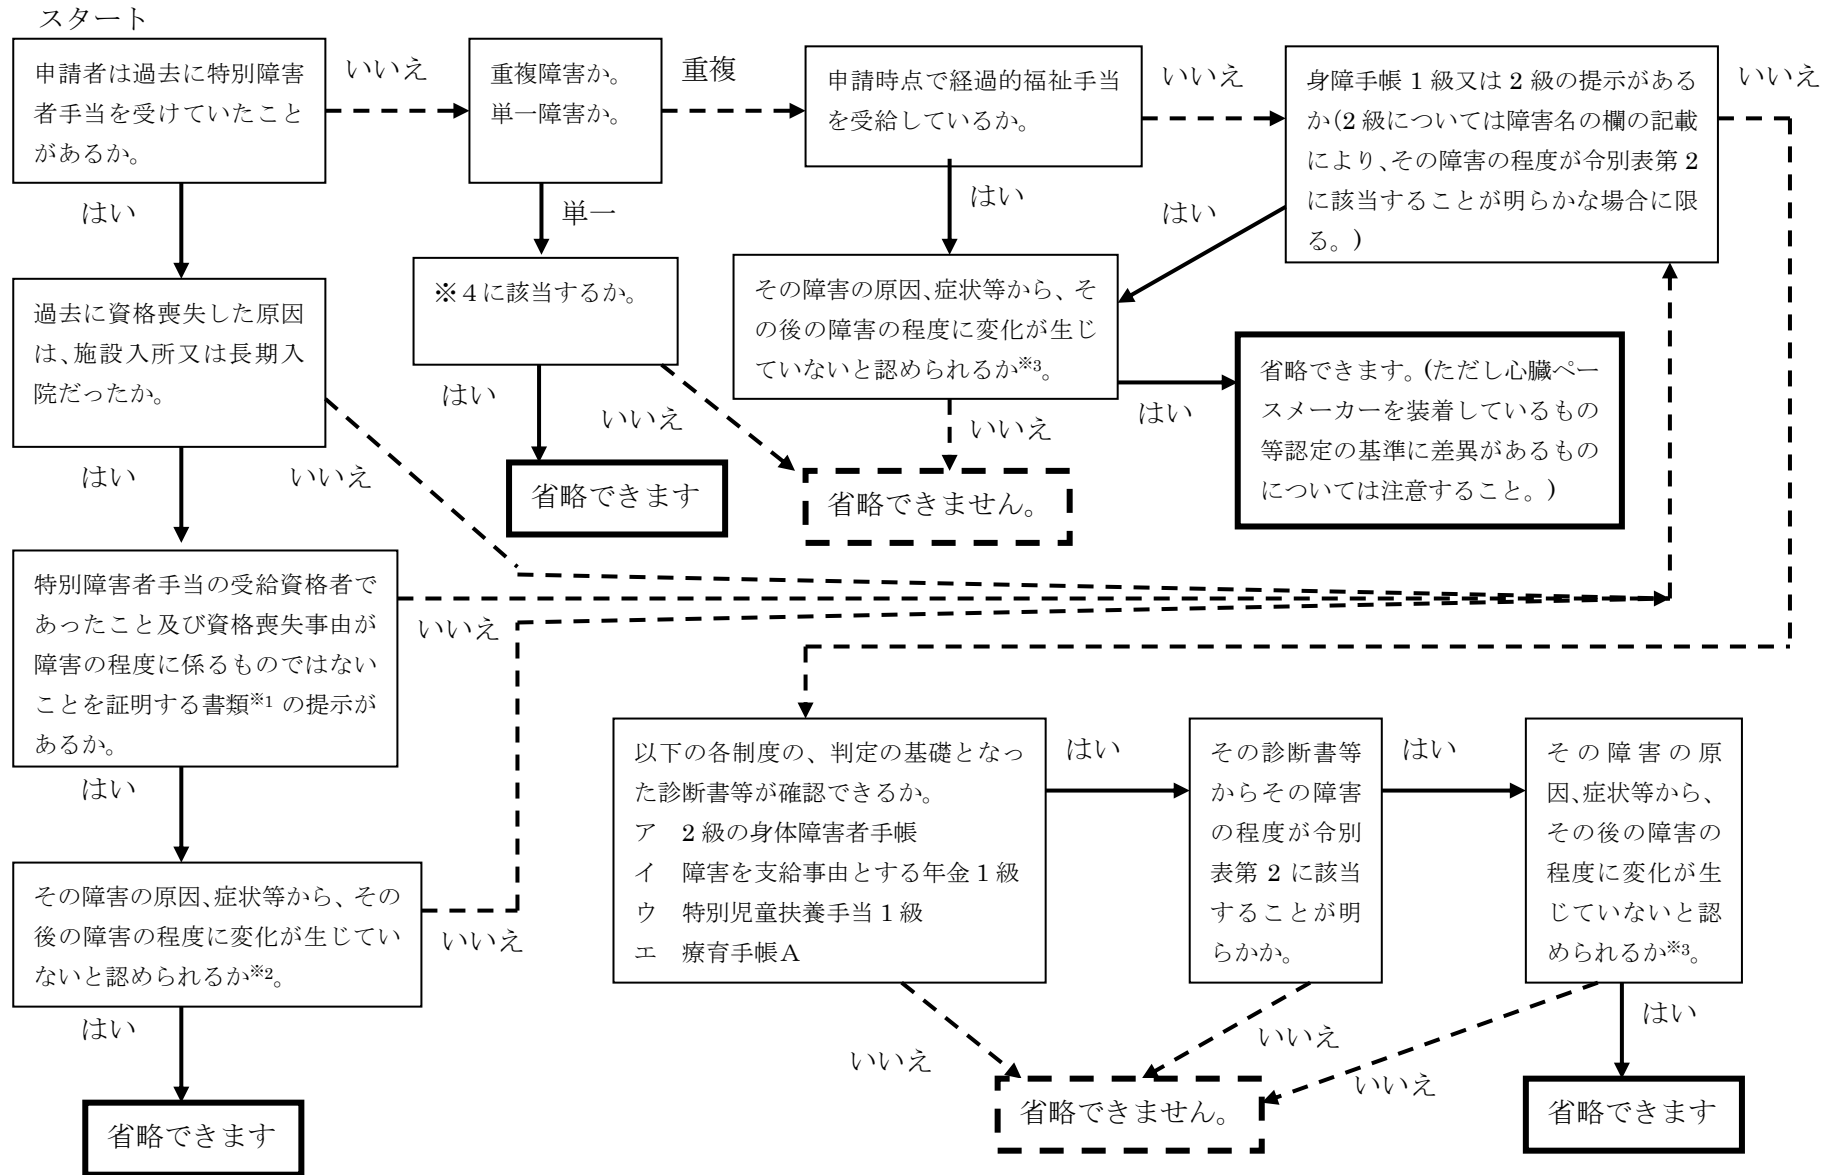 スタート
申請者は過去に特別障害
者手当を受けていたこと
があるか。
いいえ
重複障害か。
単一障害か。
重複
申請時点で経過的福祉手当
を受給しているか。
いいえ
身障手帳1級又は2級の提示がある
か(2級については障害名の欄の記載
により、その障害の程度が令別表第2
に該当することが明らかな場合に限
る。)
いいえ
はい
単一
はい
はい
過去に資格喪失した原因
は、施設入所又は長期入
院だったか。
※4に該当するか。
その障害の原因、症状等から、そ
の後の障害の程度に変化が生じ
ていないと認められるか※3。
省略できます。(ただし心臓ペー
スメーカーを装着しているもの
等認定の基準に差異があるもの
については注意すること。)
はい
いいえ
はい
いいえ
はい
いいえ
省略できます
省略できません。
特別障害者手当の受給資格者で
あったこと及び資格喪失事由が
障害の程度に係るものではない
ことを証明する書類※1の提示が
あるか。
いいえ
はい
以下の各制度の、判定の基礎となっ
た診断書等が確認できるか。
ア 2級の身体障害者手帳
イ 障害を支給事由とする年金1級
ウ 特別児童扶養手当1級
エ 療育手帳A
はい
その診断書等
からその障害
の程度が令別
表第2に該当
することが明
らかか。
はい
その障害の原
因、症状等から、
その後の障害の
程度に変化が生
じていないと認
められるか※3。
その障害の原因、症状等から、その
後の障害の程度に変化が生じてい
ないと認められるか※2。
いいえ
はい
いいえ
いいえ
いいえ
はい
省略できます
省略できません。
省略できます